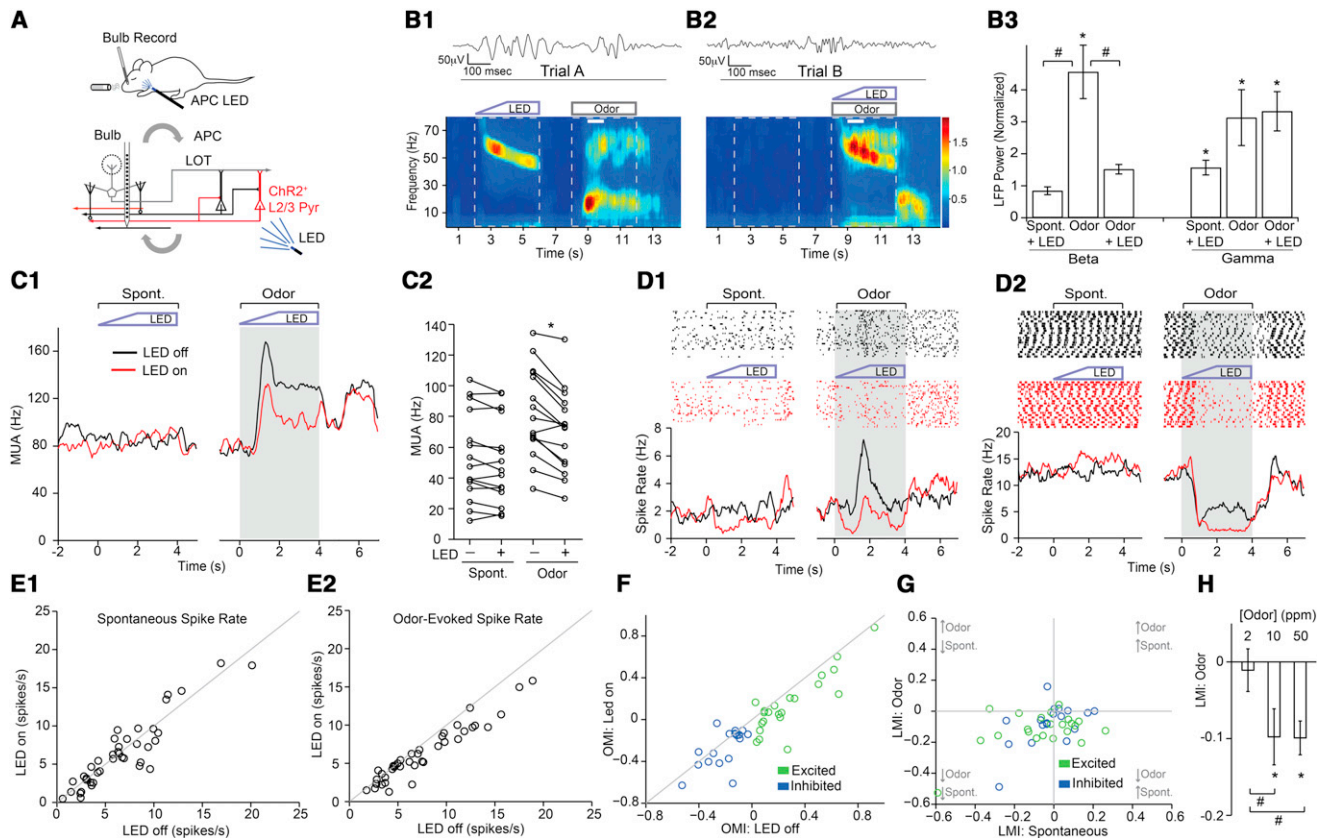 A
Bulb Record
APC LED
Bulb
APC
LOT
ChR2⁺
L2/3 Pyr
LED
B1
50μV
100 msec
Trial A
LED
Odor
Frequency (Hz)
70
50
30
10
1 3 5 7 9 11 13
Time (s)
B2
50μV
100 msec
Trial B
LED
Odor
1 3 5 7 9 11 13
Time (s)
1.5
1.0
0.5
B3
LFP Power (Normalized)
4
2
0
# * #
* * *
Spont. Odor Odor
+ LED + LED
Beta
Spont. Odor Odor
+ LED + LED
Gamma
C1
Spont. Odor
LED LED
LED off
LED on
MUA (Hz)
160
120
80
40
0
-2 0 2 4
0 2 4 6
Time (s)
C2
*
MUA (Hz)
140
120
100
80
60
40
20
0
LED – + – +
Spont. Odor
D1
Spont. Odor
LED LED
Spike Rate (Hz)
8
6
4
2
0
-2 0 2 4
0 2 4 6
Time (s)
D2
Spont. Odor
LED LED
Spike Rate (Hz)
20
15
10
5
0
-2 0 2 4
0 2 4 6
Time (s)
E1
Spontaneous Spike Rate
LED on (spikes/s)
25
20
15
10
5
0
0 5 10 15 20 25
LED off (spikes/s)
E2
Odor-Evoked Spike Rate
LED on (spikes/s)
25
20
15
10
5
0
0 5 10 15 20 25
LED off (spikes/s)
F
OMI: Led on
0.8
0.4
0
−0.4
−0.8
−0.8 −0.4 0 0.4 0.8
OMI: LED off
Excited
Inhibited
G
LMI: Odor
0.6
0.4
0.2
0
−0.2
−0.4
−0.6
↑Odor
↓Spont.
↑Odor
↑Spont.
↓Odor
↓Spont.
↓Odor
↑Spont.
−0.6 −0.4 −0.2 0 0.2 0.4 0.6
LMI: Spontaneous
Excited
Inhibited
H
[Odor] (ppm)
2 10 50
LMI: Odor
0
-0.1
-0.2
* *
#
#